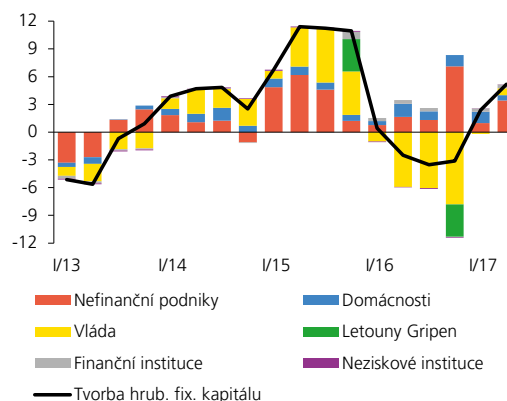 12
9
6
3
0
-3
-6
-9
-12
I/13 I/14 I/15 I/16 I/17
Nefinanční podniky Domácnosti
Vláda Letouny Gripen
Finanční instituce Neziskové instituce
Tvorba hrub. fix. kapitálu